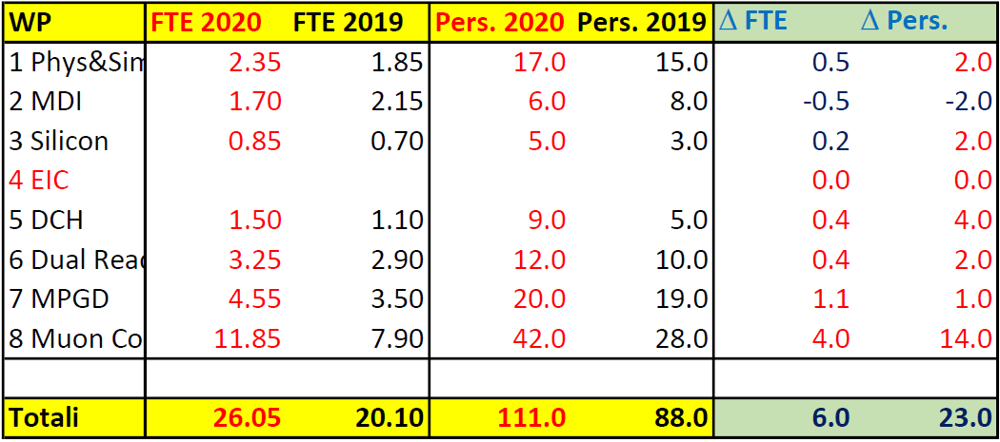 WP FTE 2020 FTE 2019 Pers. 2020 Pers. 2019 Δ FTE Δ Pers.
1 Phys&Sim 2.35 1.85 17.0 15.0 0.5 2.0
2 MDI 1.70 2.15 6.0 8.0 -0.5 -2.0
3 Silicon 0.85 0.70 5.0 3.0 0.2 2.0
4 EIC 0.0 0.0
5 DCH 1.50 1.10 9.0 5.0 0.4 4.0
6 Dual Read 3.25 2.90 12.0 10.0 0.4 2.0
7 MPGD 4.55 3.50 20.0 19.0 1.1 1.0
8 Muon Co 11.85 7.90 42.0 28.0 4.0 14.0
Totali 26.05 20.10 111.0 88.0 6.0 23.0